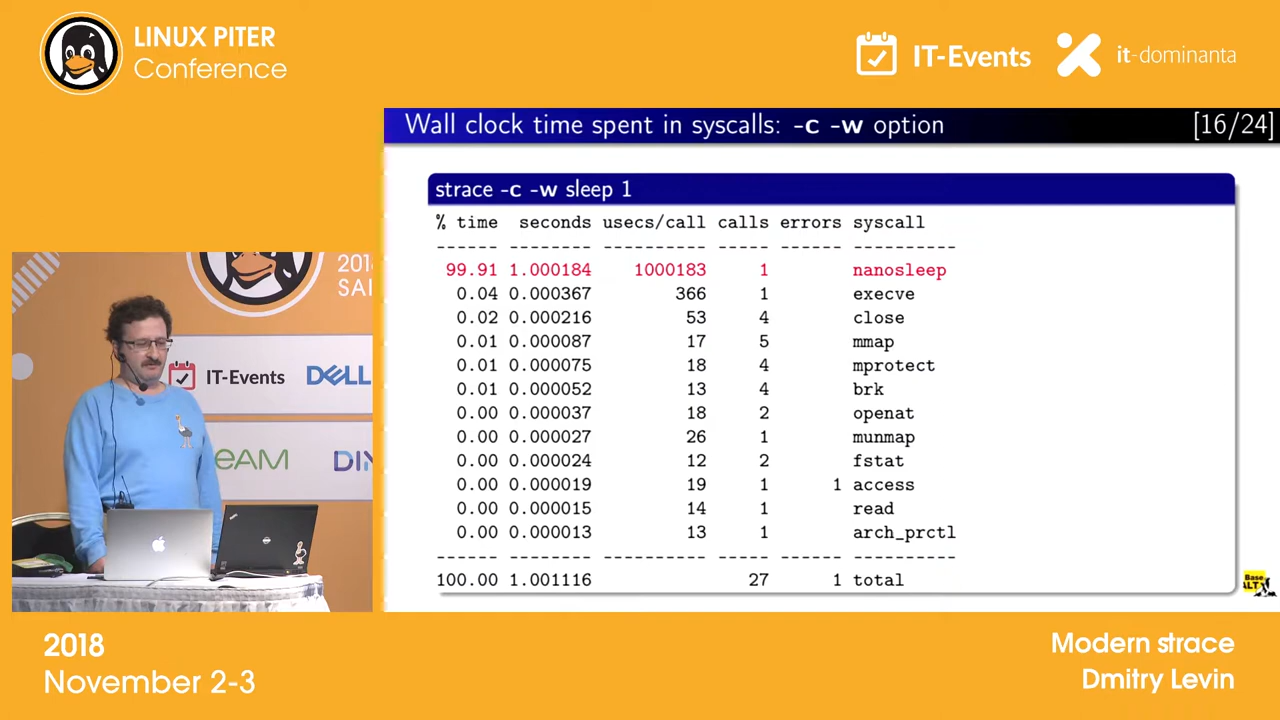 LINUX PITER
Conference
IT-Events
it-dominanta
Wall clock time spent in syscalls: -c -w option [16/24]
strace -c -w sleep 1
% time seconds usecs/call calls errors syscall
------ -------- ---------- ----- ------ ----------
99.91 1.000184 1000183 1 nanosleep
0.04 0.000367 366 1 execve
0.02 0.000216 53 4 close
0.01 0.000087 17 5 mmap
0.01 0.000075 18 4 mprotect
0.01 0.000052 13 4 brk
0.00 0.000037 18 2 openat
0.00 0.000027 26 1 munmap
0.00 0.000024 12 2 fstat
0.00 0.000019 19 1 1 access
0.00 0.000015 14 1 read
0.00 0.000013 13 1 arch_prctl
------ -------- ---------- ----- ------ ----------
100.00 1.001116 27 1 total
Base
ALT
201
SAI
IT-Events
DELL
EAM
DIN
2018
November 2-3
Modern strace
Dmitry Levin